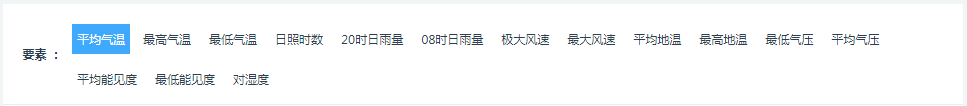 要素 : 平均气温 最高气温 最低气温 日照时数 20时日雨量 08时日雨量 极大风速 最大风速 平均地温 最高地温 最低气压 平均气压
平均能见度 最低能见度 对湿度